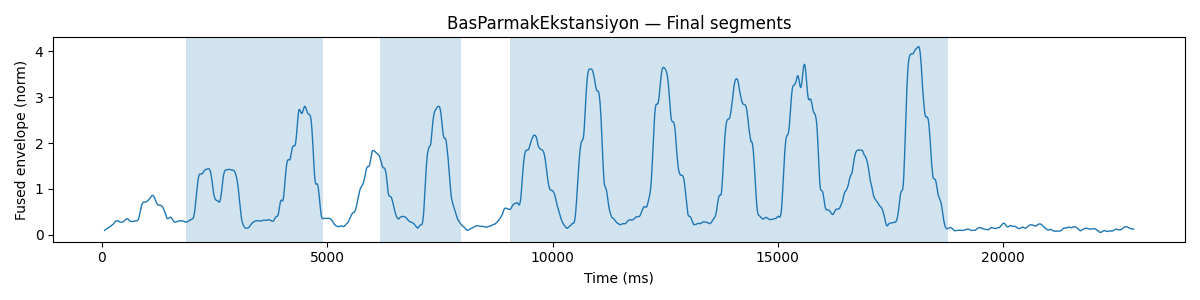 BasParmakEkstansiyon — Final segments
Fused envelope (norm)
4
3
2
1
0
0 5000 10000 15000 20000
Time (ms)